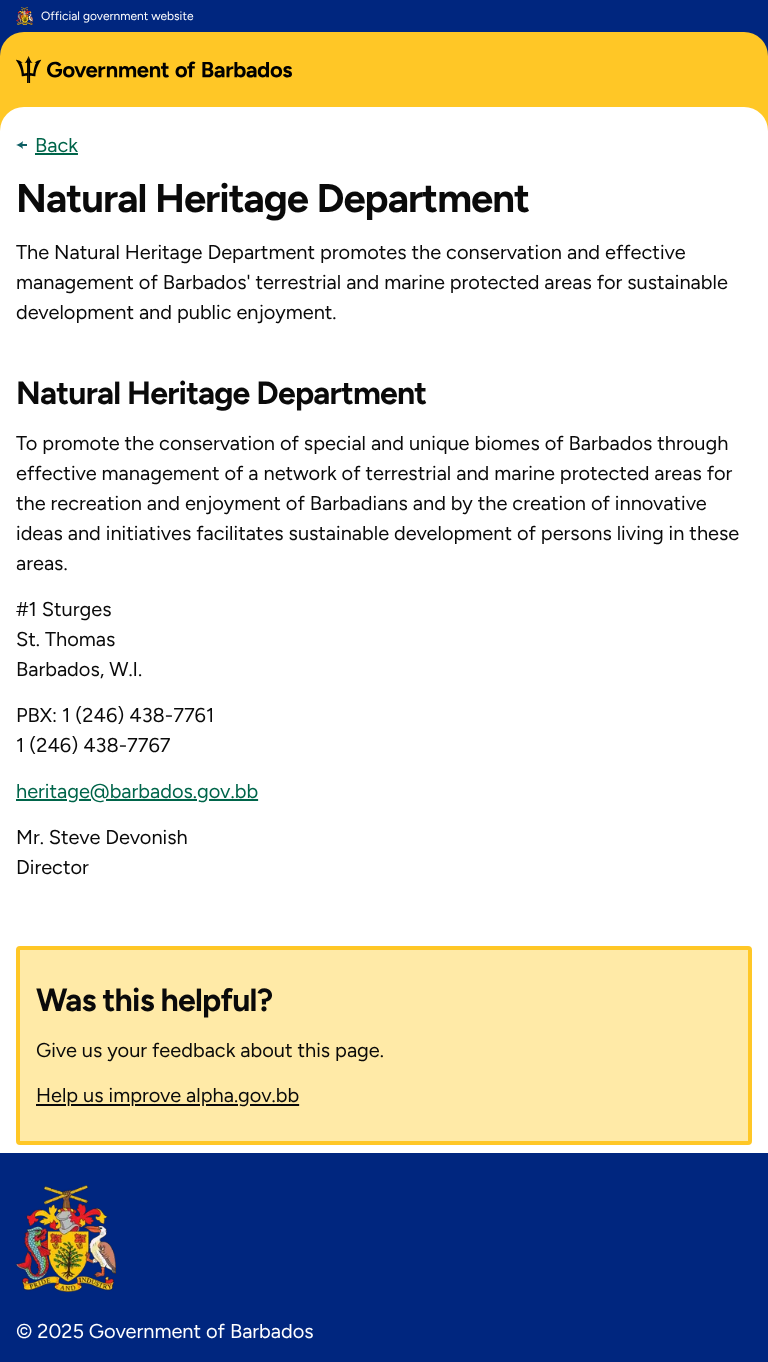 Official government website
Government of Barbados
Back
Natural Heritage Department
The Natural Heritage Department promotes the conservation and effective
management of Barbados' terrestrial and marine protected areas for sustainable
development and public enjoyment.
Natural Heritage Department
To promote the conservation of special and unique biomes of Barbados through
effective management of a network of terrestrial and marine protected areas for
the recreation and enjoyment of Barbadians and by the creation of innovative
ideas and initiatives facilitates sustainable development of persons living in these
areas.
#1 Sturges
St. Thomas
Barbados, W.I.
PBX: 1 (246) 438-7761
1 (246) 438-7767
heritage@barbados.gov.bb
Mr. Steve Devonish
Director
Was this helpful?
Give us your feedback about this page.
Help us improve alpha.gov.bb
PRIDE AND INDUSTRY
© 2025 Government of Barbados